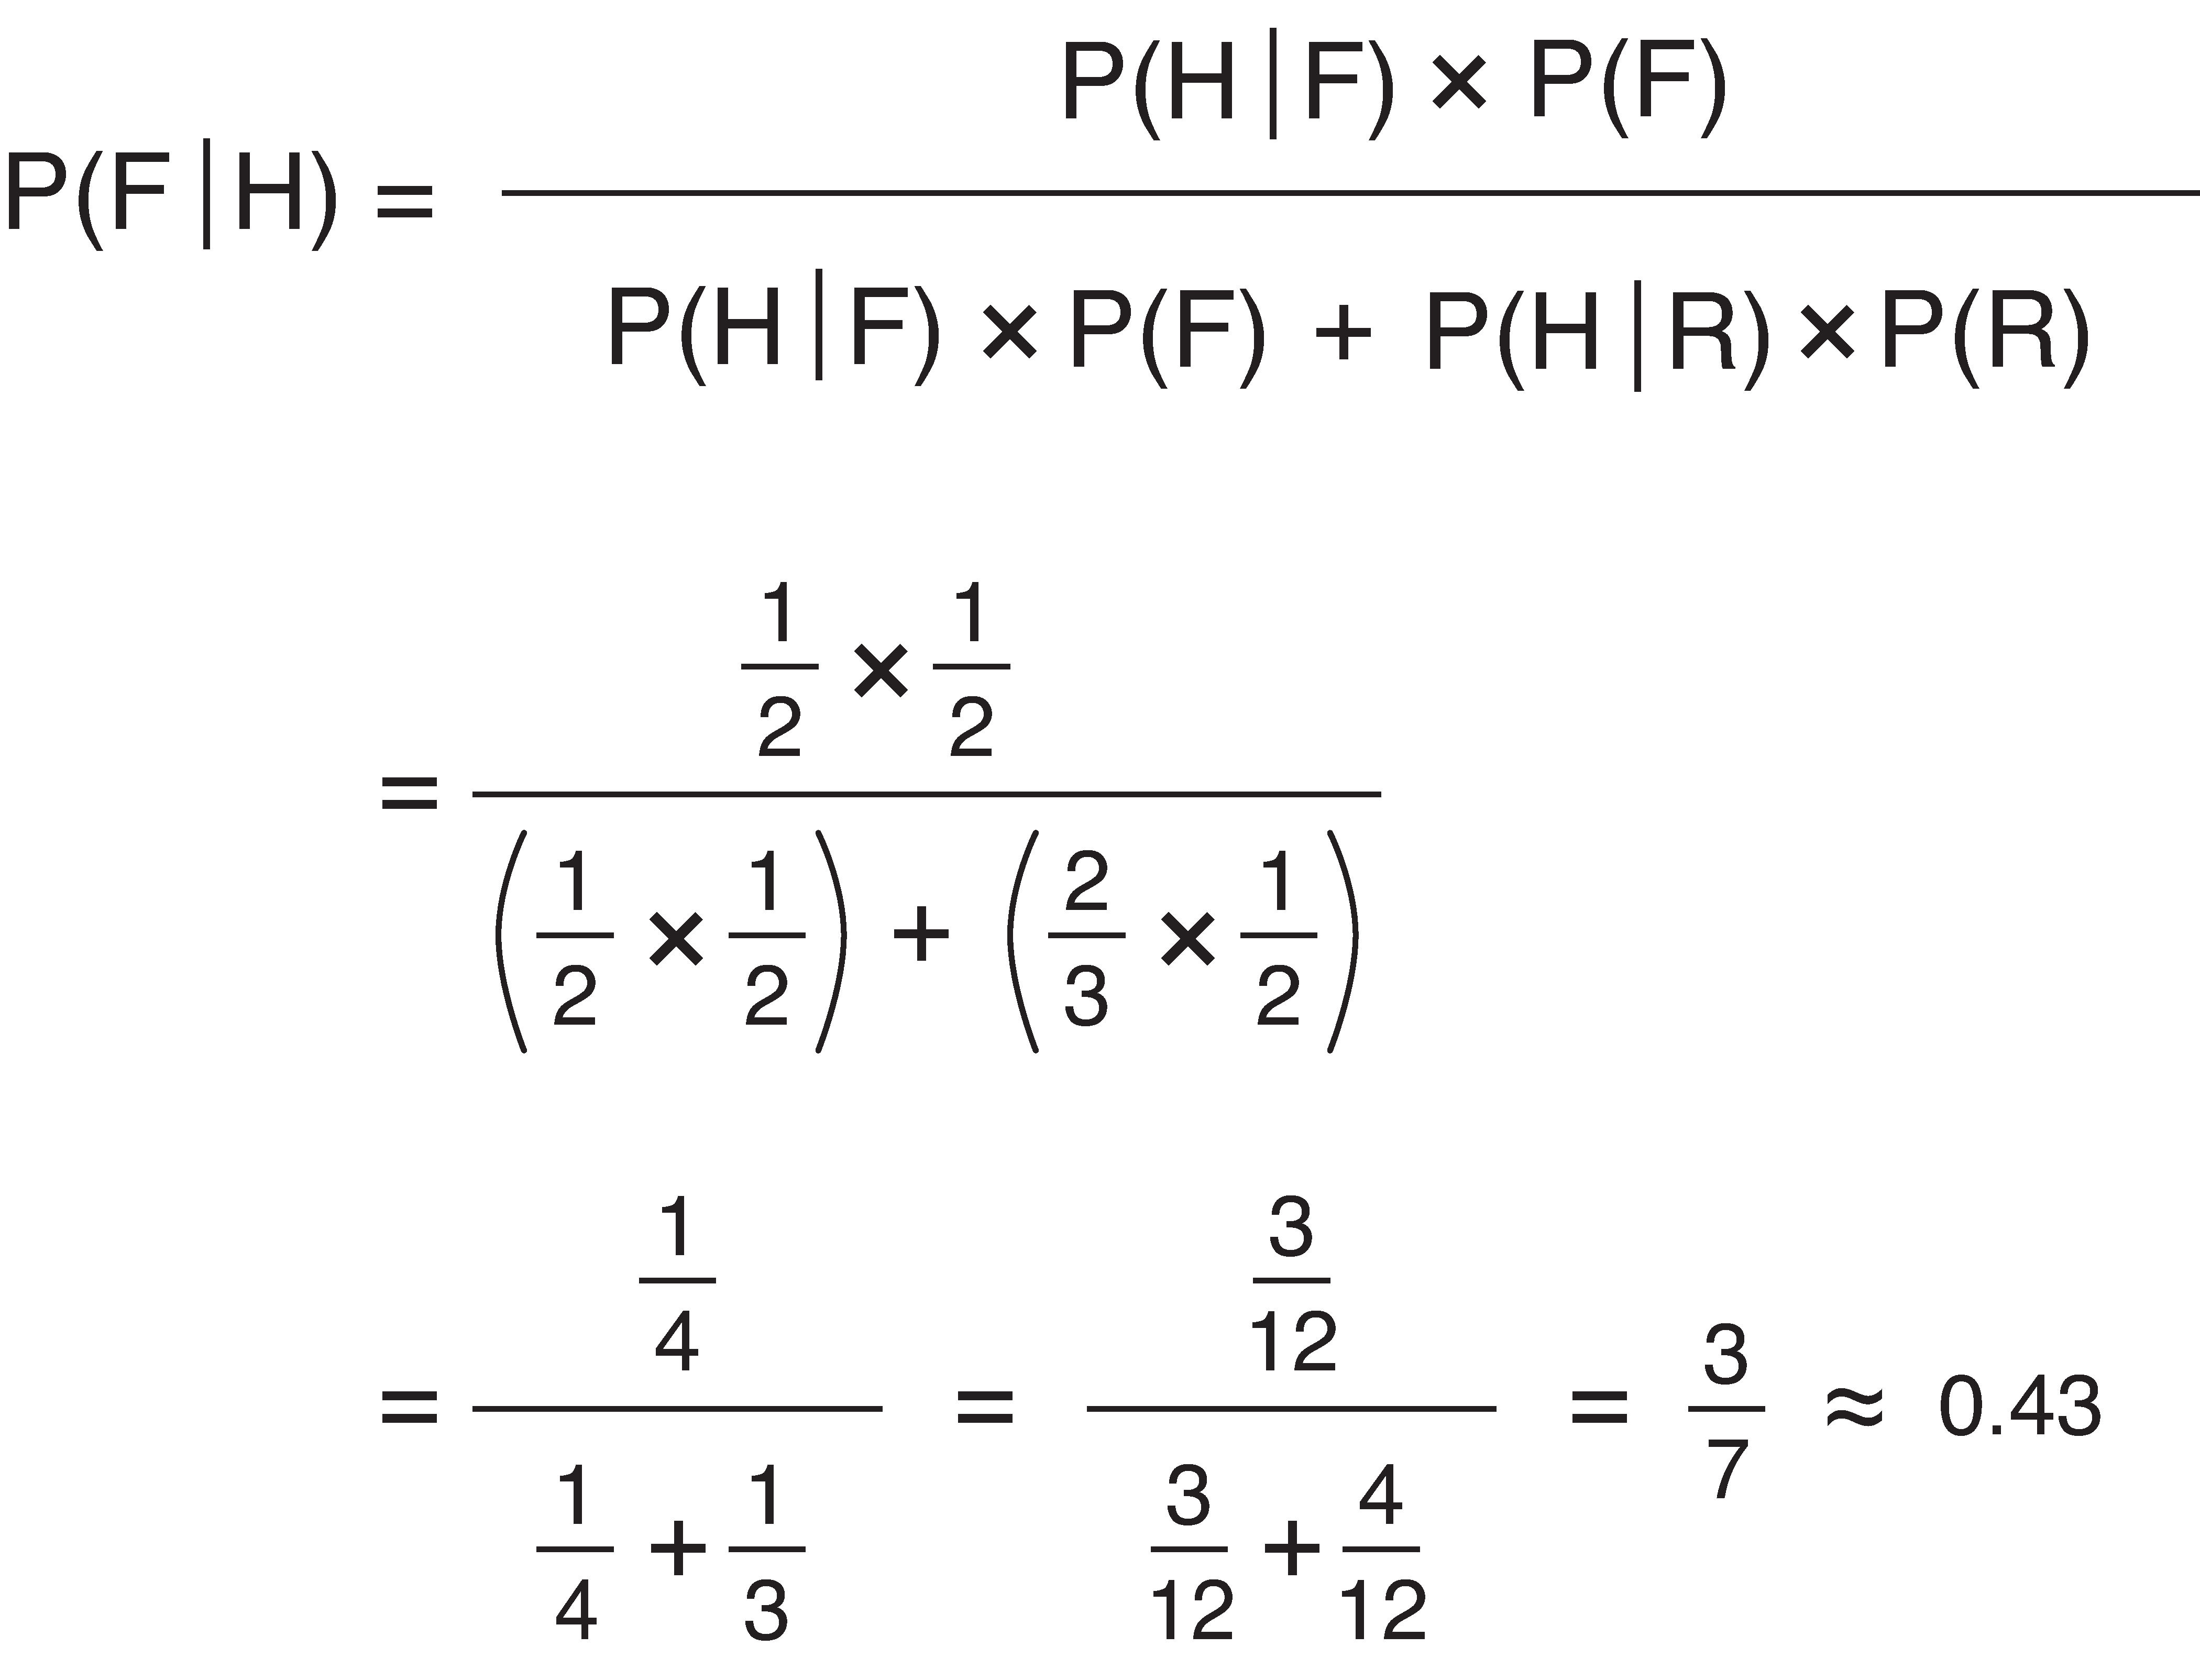 P(F | H) = P(H | F) × P(F) / P(H | F) × P(F) + P(H | R) × P(R)
= 1/2 × 1/2 / (1/2 × 1/2) + (2/3 × 1/2)
= 1/4 / 1/4 + 1/3 = 3/12 / 3/12 + 4/12 = 3/7 ≈ 0.43